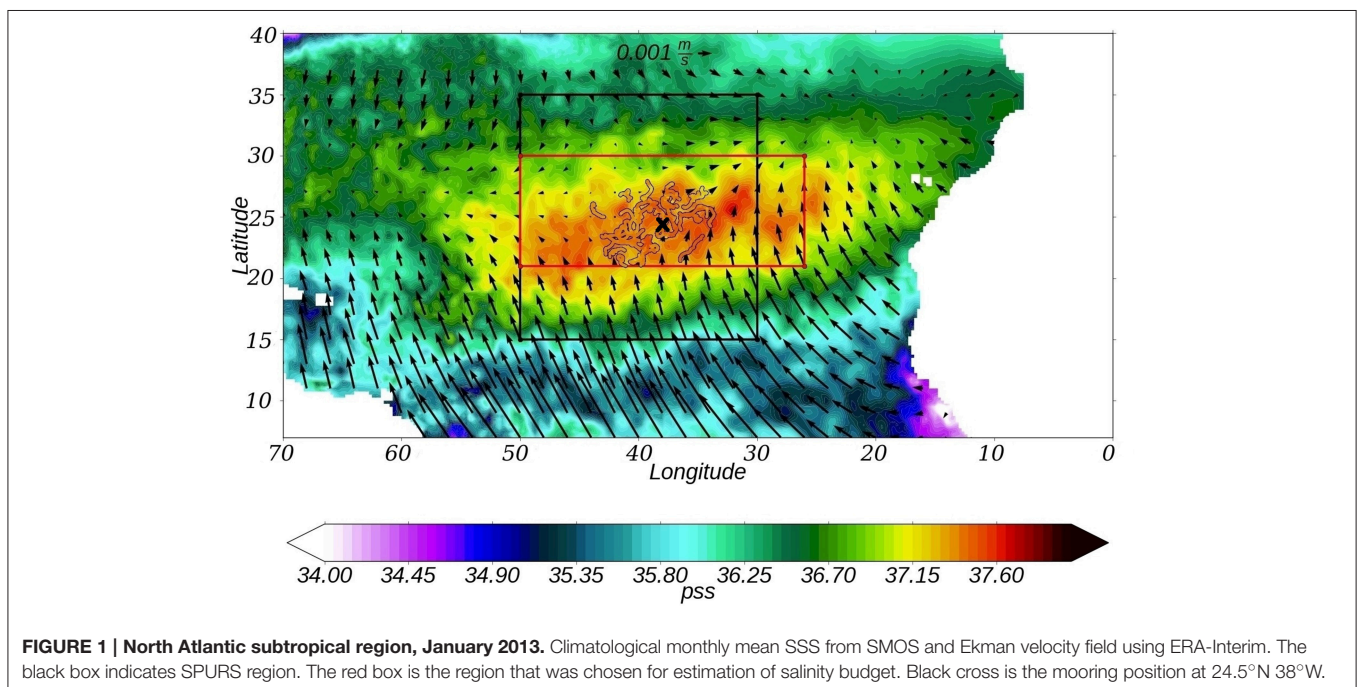 40
35
30
25
20
15
10
Latitude
0.001 m/s
70 60 50 40 30 20 10 0
Longitude
34.00 34.45 34.90 35.35 35.80 36.25 36.70 37.15 37.60
pss
FIGURE 1 | North Atlantic subtropical region, January 2013. Climatological monthly mean SSS from SMOS and Ekman velocity field using ERA-Interim. The
black box indicates SPURS region. The red box is the region that was chosen for estimation of salinity budget. Black cross is the mooring position at 24.5°N 38°W.